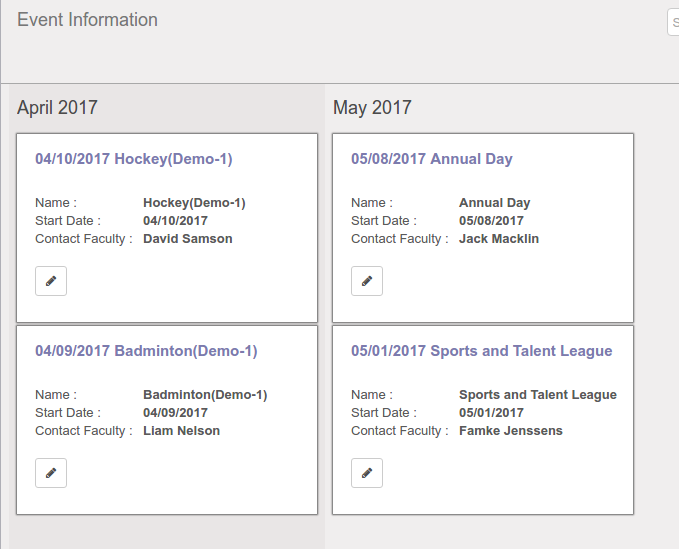 Event Information
S
April 2017
04/10/2017 Hockey(Demo-1)
Name : Hockey(Demo-1)
Start Date : 04/10/2017
Contact Faculty : David Samson
04/09/2017 Badminton(Demo-1)
Name : Badminton(Demo-1)
Start Date : 04/09/2017
Contact Faculty : Liam Nelson
May 2017
05/08/2017 Annual Day
Name : Annual Day
Start Date : 05/08/2017
Contact Faculty : Jack Macklin
05/01/2017 Sports and Talent League
Name : Sports and Talent League
Start Date : 05/01/2017
Contact Faculty : Famke Jenssens